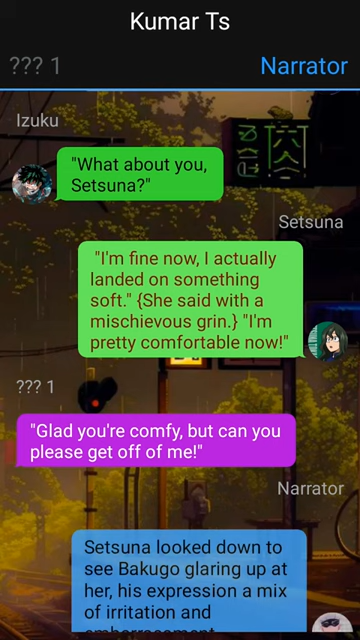 Kumar Ts
??? 1
Narrator
Izuku
"What about you,
Setsuna?"
Setsuna
"I'm fine now, I actually
landed on something
soft." {She said with a
mischievous grin.} "I'm
pretty comfortable now!"
??? 1
"Glad you're comfy, but can you
please get off of me!"
Narrator
Setsuna looked down to
see Bakugo glaring up at
her, his expression a mix
of irritation and